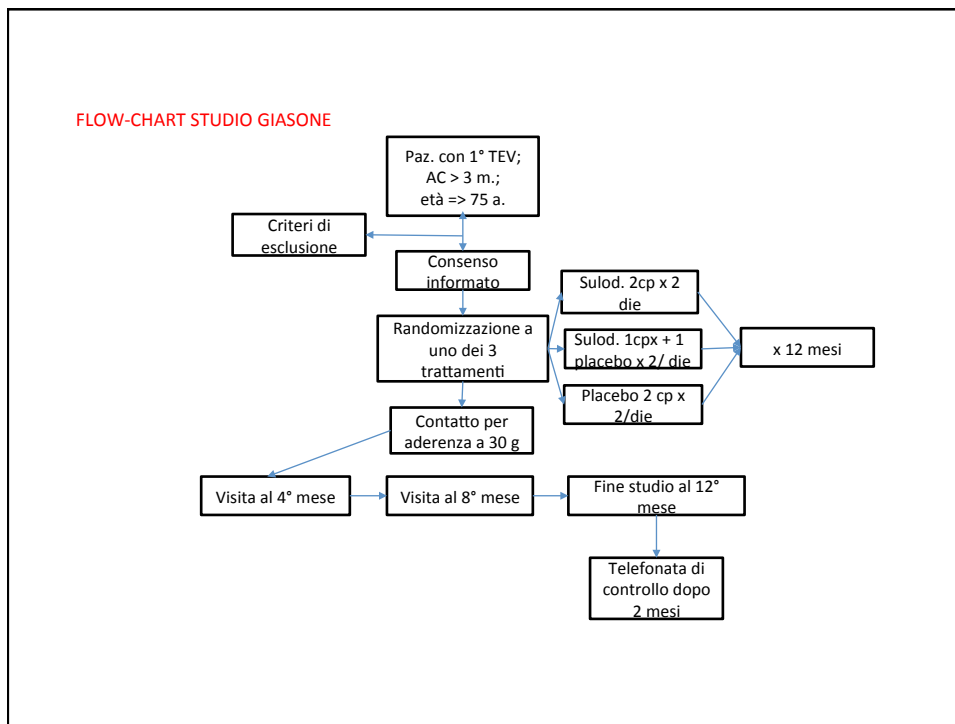 FLOW-CHART STUDIO GIASONE
Paz. con 1° TEV;
AC > 3 m.;
età => 75 a.
Criteri di
esclusione
Consenso
informato
Randomizzazione a
uno dei 3
trattamenti
Sulod. 2cp x 2
die
Sulod. 1cpx + 1
placebo x 2/ die
Placebo 2 cp x
2/die
x 12 mesi
Contatto per
aderenza a 30 g
Visita al 4° mese
Visita al 8° mese
Fine studio al 12°
mese
Telefonata di
controllo dopo
2 mesi